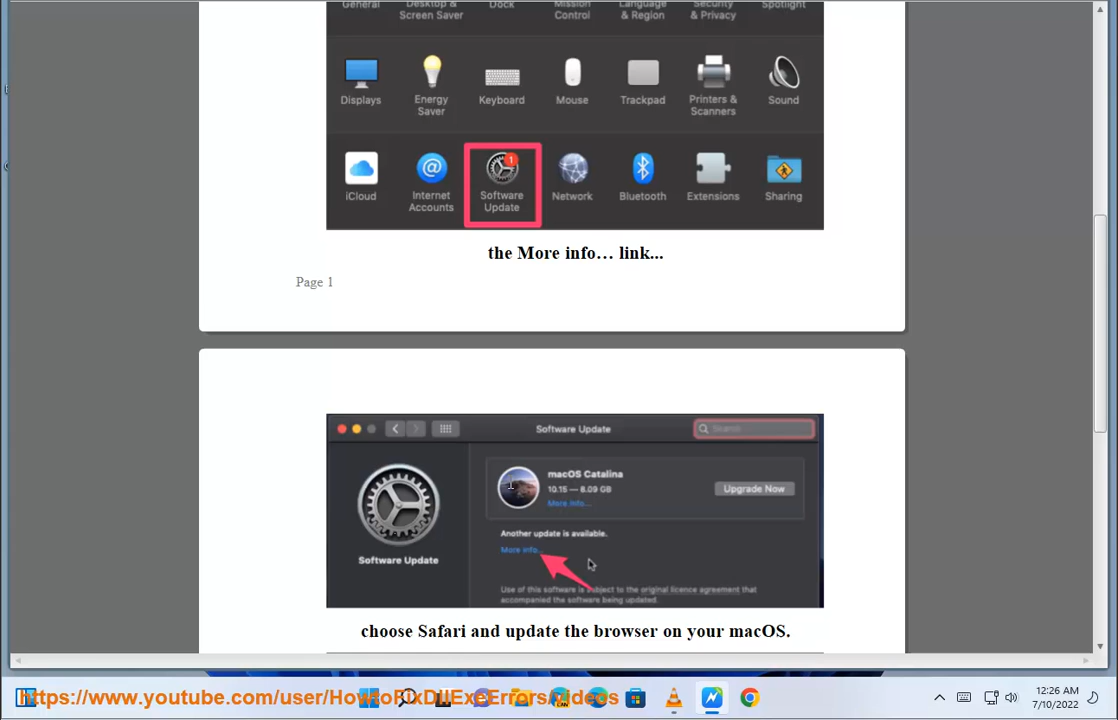 General
Desktop &
Screen Saver
Dock
Mission
Control
Language
& Region
Security
& Privacy
Spotlight
Displays
Energy
Saver
Keyboard
Mouse
Trackpad
Printers &
Scanners
Sound
iCloud
Internet
Accounts
1
Software
Update
Network
Bluetooth
Extensions
Sharing
the More info… link...
Page 1
Software Update
Search
macOS Catalina
10.15 — 8.09 GB
More info...
Upgrade Now
Another update is available.
More info...
Software Update
Use of this software is subject to the original licence agreement that
accompanied the software being updated.
choose Safari and update the browser on your macOS.
https://www.youtube.com/user/HowtoFixDllExeErrors/videos
12:26 AM
7/10/2022